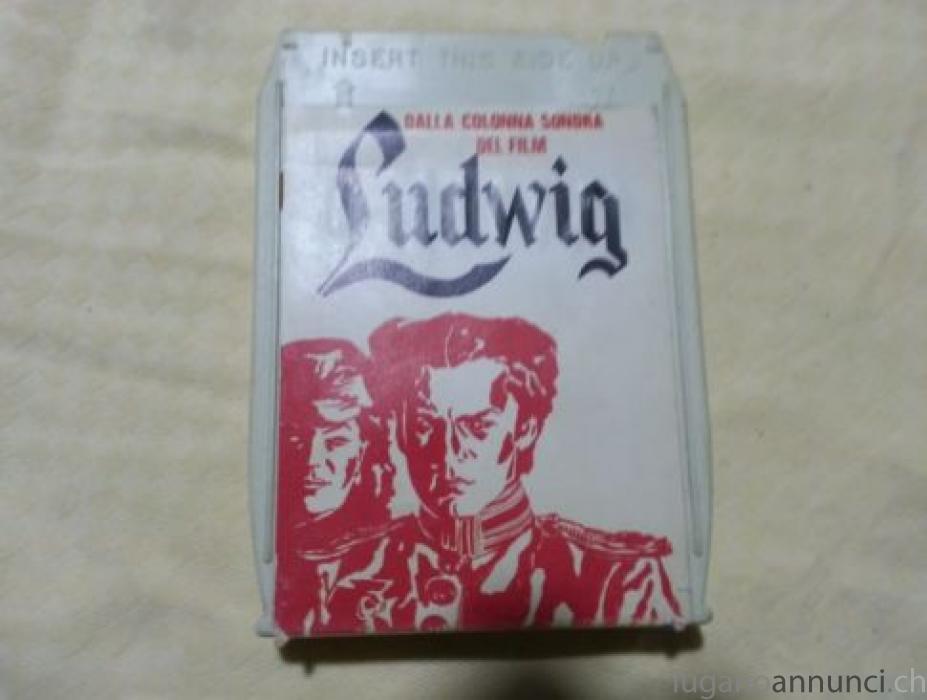 INSERT THIS SIDE UP
DALLA COLONNA SONORA
DEL FILM
Ludwig
luganoannunci.ch